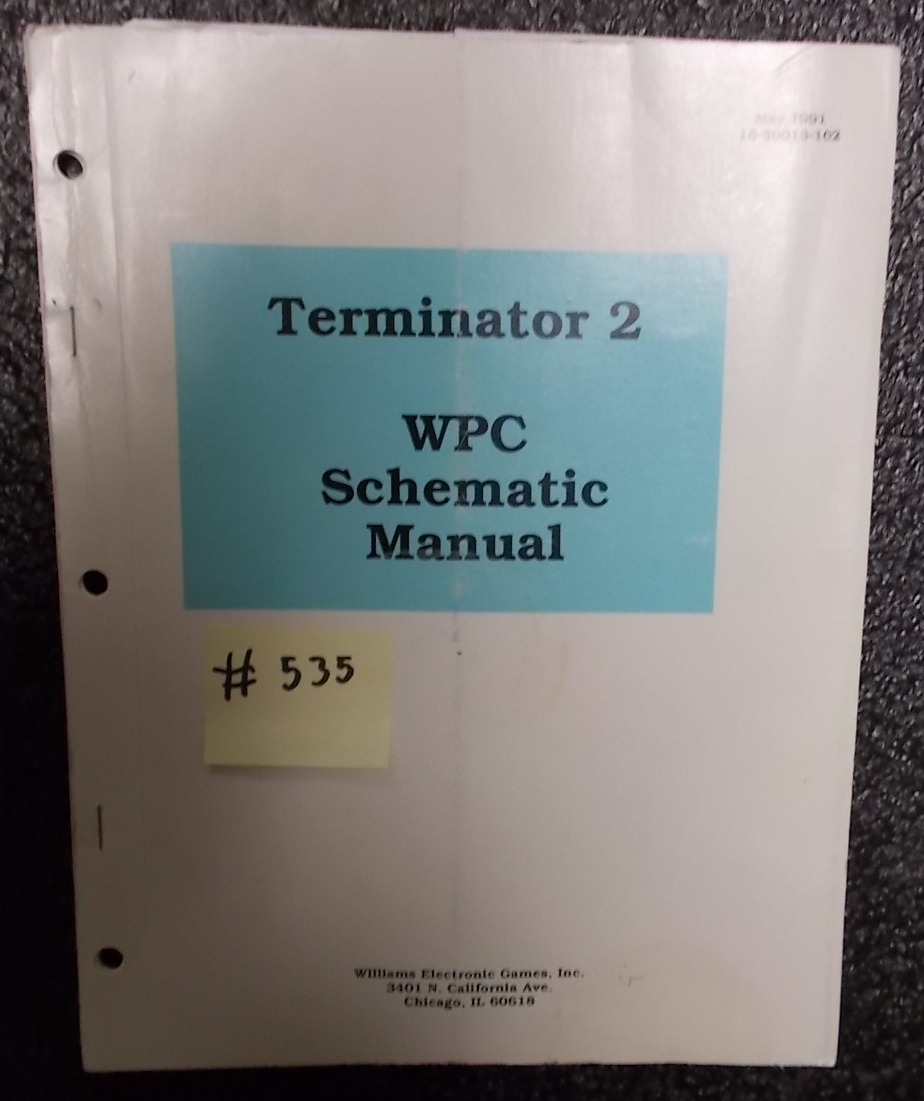 May 1991
16-30013-102
Terminator 2
WPC
Schematic
Manual
# 535
Williams Electronic Games, Inc.
3401 N. California Ave.
Chicago, IL 60618